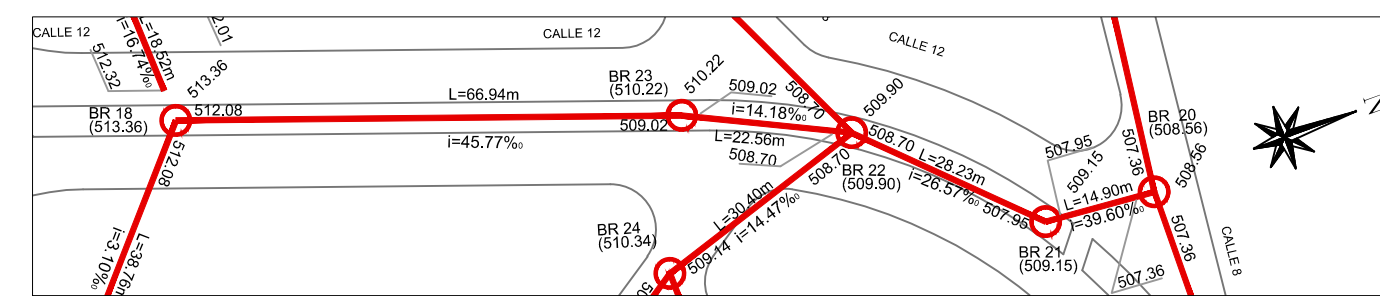 CALLE 12
CALLE 12
CALLE 12
L=18.52m
i=16.74‰
512.32
2.01
513.36
BR 18
(513.36)
512.08
512.08
L=66.94m
i=45.77‰
BR 23
(510.22)
510.22
509.02
509.02
i=14.18‰
L=22.56m
508.70
508.70
509.90
508.70
508.70
BR 22
(509.90)
L=28.23m
i=26.57‰
507.95
507.95
509.15
BR 21
(509.15)
L=14.90m
i=39.60‰
BR 20
(508.56)
507.36
508.56
507.36
507.36
CALLE 8
BR 24
(510.34)
509.14
L=30.40m
i=14.47‰
L=38.76m
i=3.10‰
N